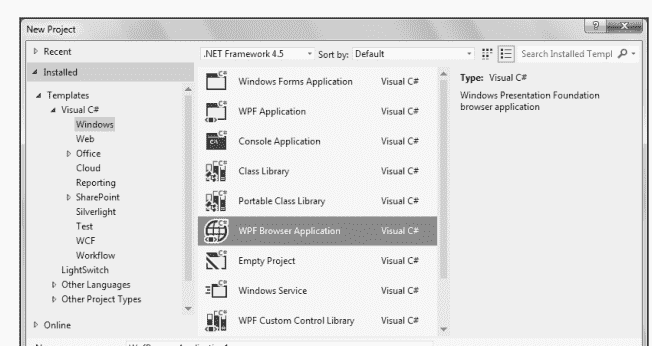 New Project
Recent
.NET Framework 4.5
Sort by: Default
Search Installed Templ
Installed
Templates
Visual C#
Windows
Web
Office
Cloud
Reporting
SharePoint
Silverlight
Test
WCF
Workflow
LightSwitch
Other Languages
Other Project Types
Online
Windows Forms Application Visual C#
WPF Application Visual C#
Console Application Visual C#
Class Library Visual C#
Portable Class Library Visual C#
WPF Browser Application Visual C#
Empty Project Visual C#
Windows Service Visual C#
WPF Custom Control Library Visual C#
Type: Visual C#
Windows Presentation Foundation
browser application